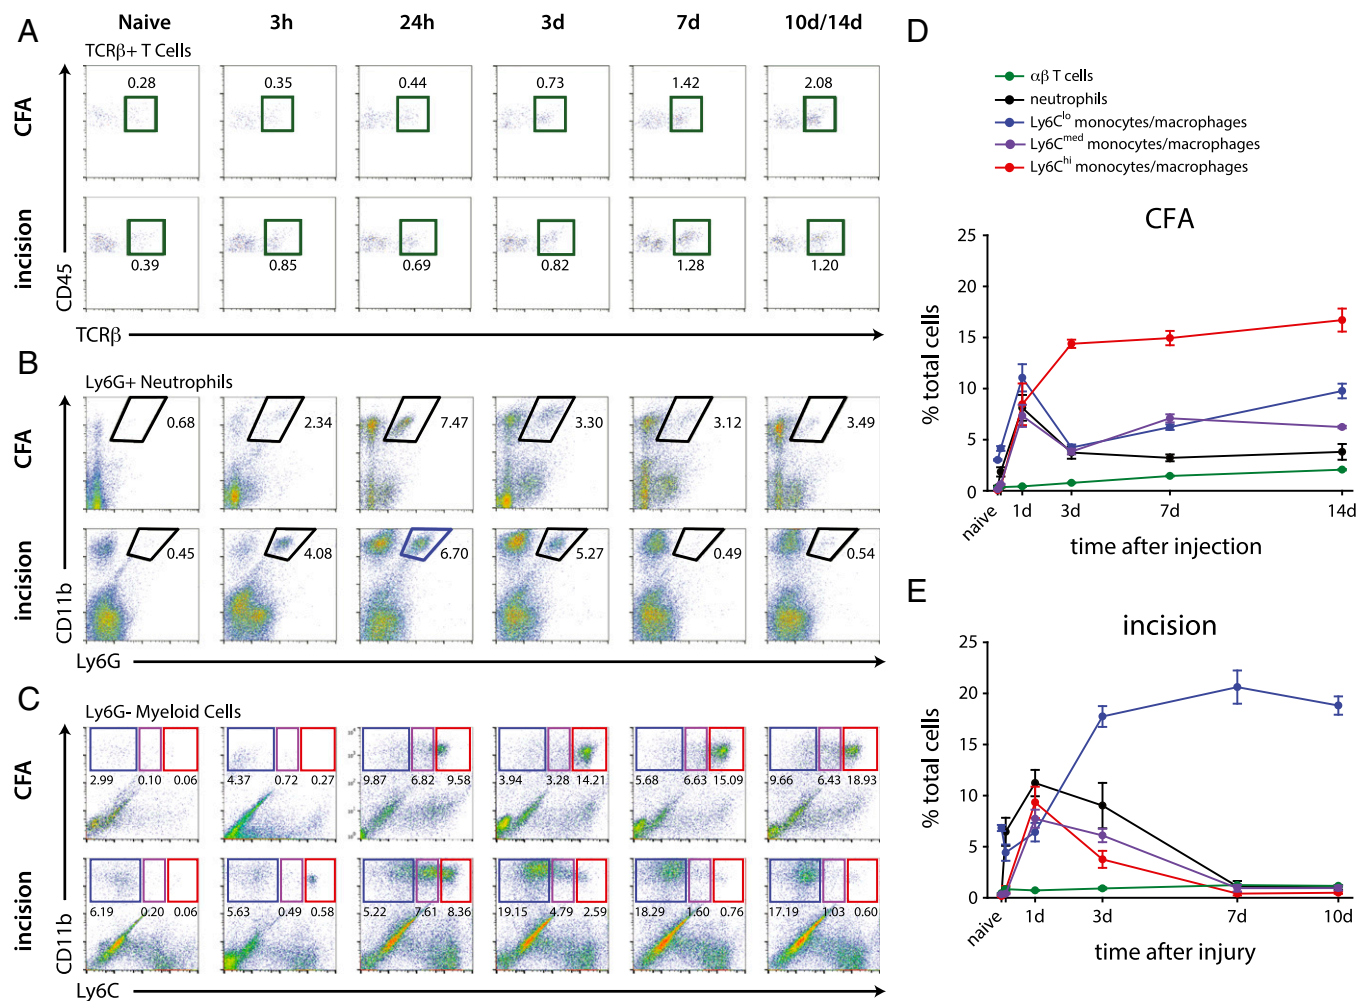 A
Naive 3h 24h 3d 7d 10d/14d
TCRβ+ T Cells
CFA
0.28 0.35 0.44 0.73 1.42 2.08
incision
0.39 0.85 0.69 0.82 1.28 1.20
CD45
TCRβ
B
Ly6G+ Neutrophils
CFA
0.68 2.34 7.47 3.30 3.12 3.49
incision
0.45 4.08 6.70 5.27 0.49 0.54
CD11b
Ly6G
C
Ly6G- Myeloid Cells
CFA
2.99 0.10 0.06 4.37 0.72 0.27 9.87 6.82 9.58 3.94 3.28 14.21 5.68 6.63 15.09 9.66 6.43 18.93
incision
6.19 0.20 0.06 5.63 0.49 0.58 5.22 7.61 8.36 19.15 4.79 2.59 18.29 1.60 0.76 17.19 1.03 0.60
CD11b
Ly6C
D
αβ T cells
neutrophils
Ly6Clo monocytes/macrophages
Ly6Cmed monocytes/macrophages
Ly6Chi monocytes/macrophages
CFA
25
20
15
10
5
0
% total cells
naive 1d 3d 7d 14d
time after injection
E
incision
25
20
15
10
5
0
% total cells
naive 1d 3d 7d 10d
time after injury